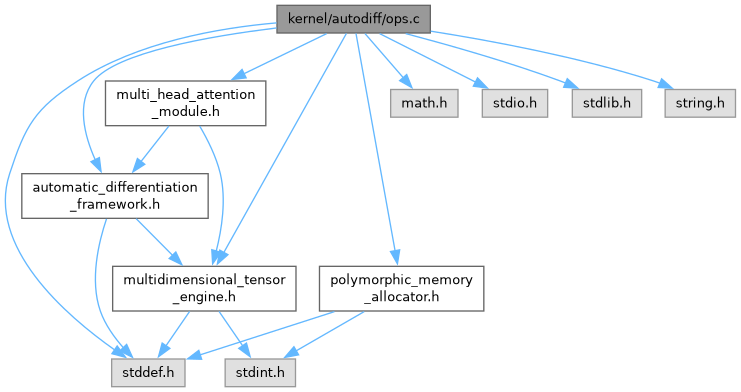 kernel/autodiff/ops.c
multi_head_attention
_module.h
math.h
stdio.h
stdlib.h
string.h
automatic_differentiation
_framework.h
multidimensional_tensor
_engine.h
polymorphic_memory
_allocator.h
stddef.h
stdint.h